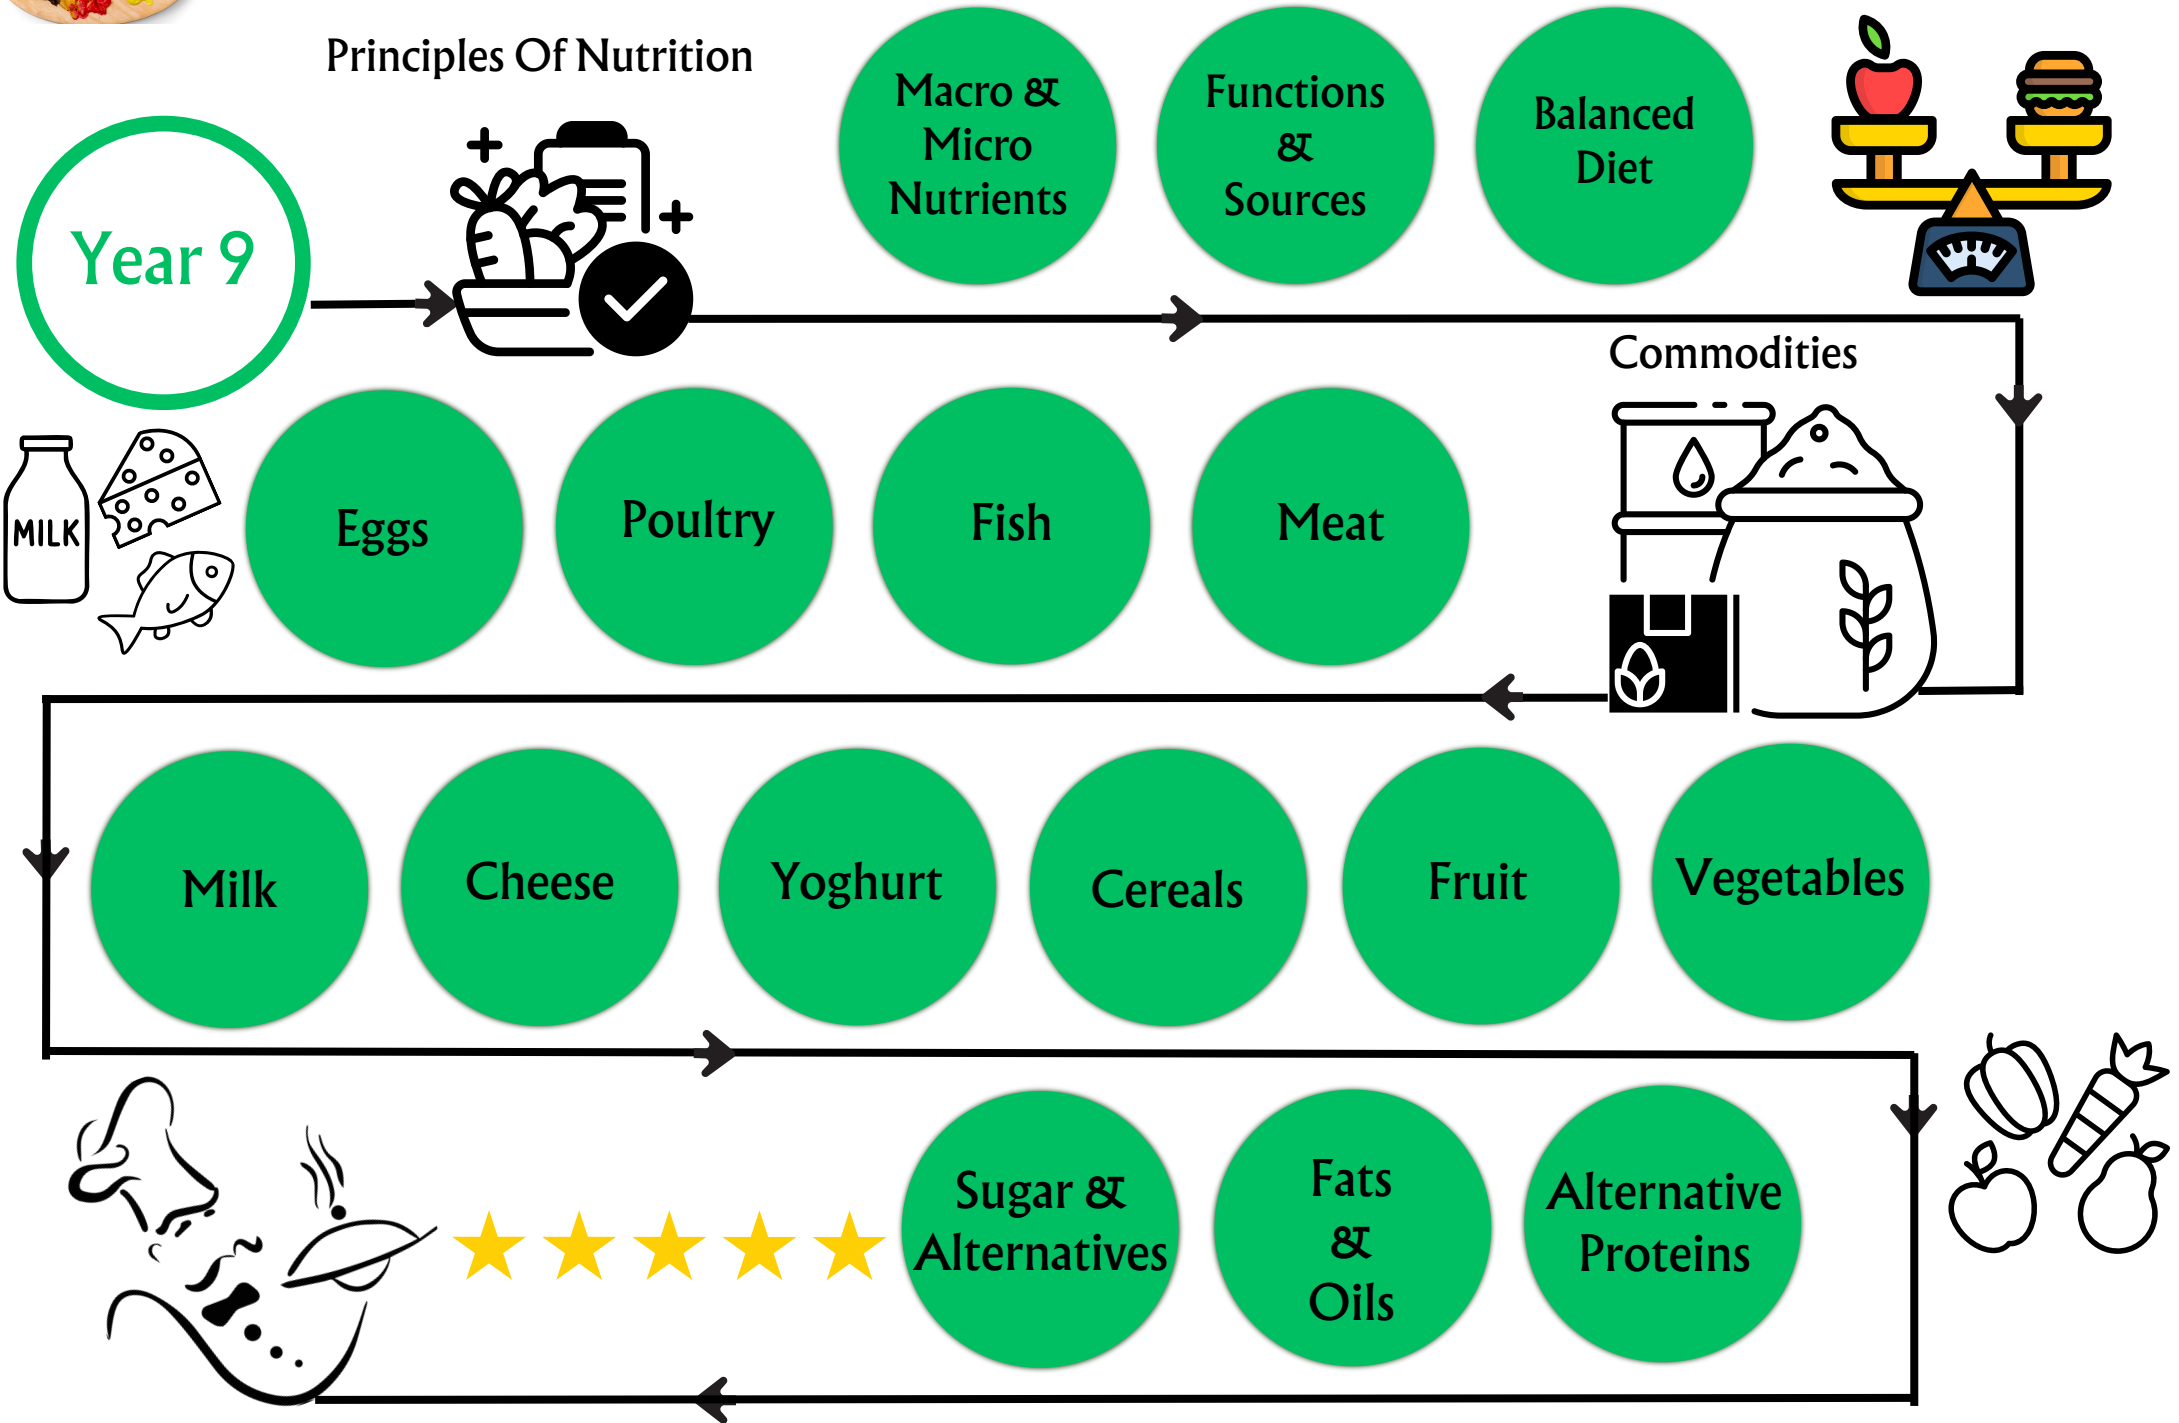 Principles Of Nutrition
Year 9
Macro &
Micro
Nutrients
Functions
&
Sources
Balanced
Diet
Commodities
MILK
Eggs
Poultry
Fish
Meat
Milk
Cheese
Yoghurt
Cereals
Fruit
Vegetables
Sugar &
Alternatives
Fats
&
Oils
Alternative
Proteins